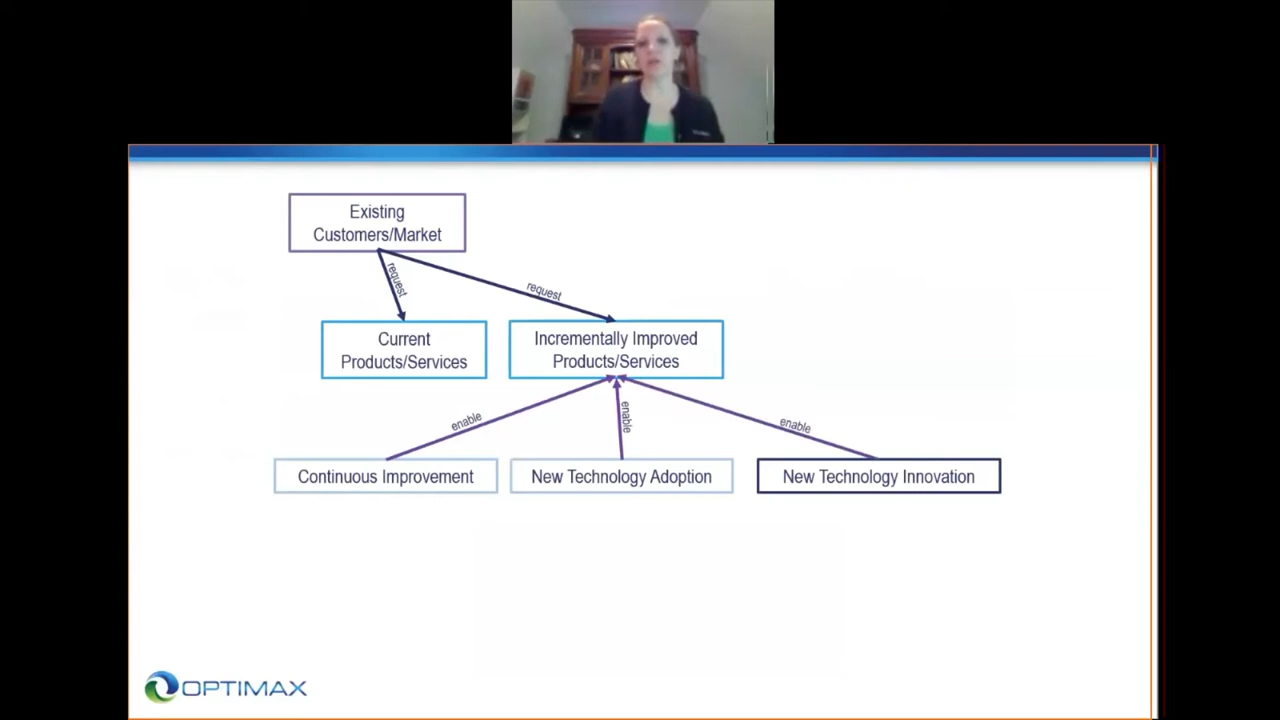 Existing
Customers/Market
request
request
Current
Products/Services
Incrementally Improved
Products/Services
enable
enable
enable
Continuous Improvement
New Technology Adoption
New Technology Innovation
OPTIMAX